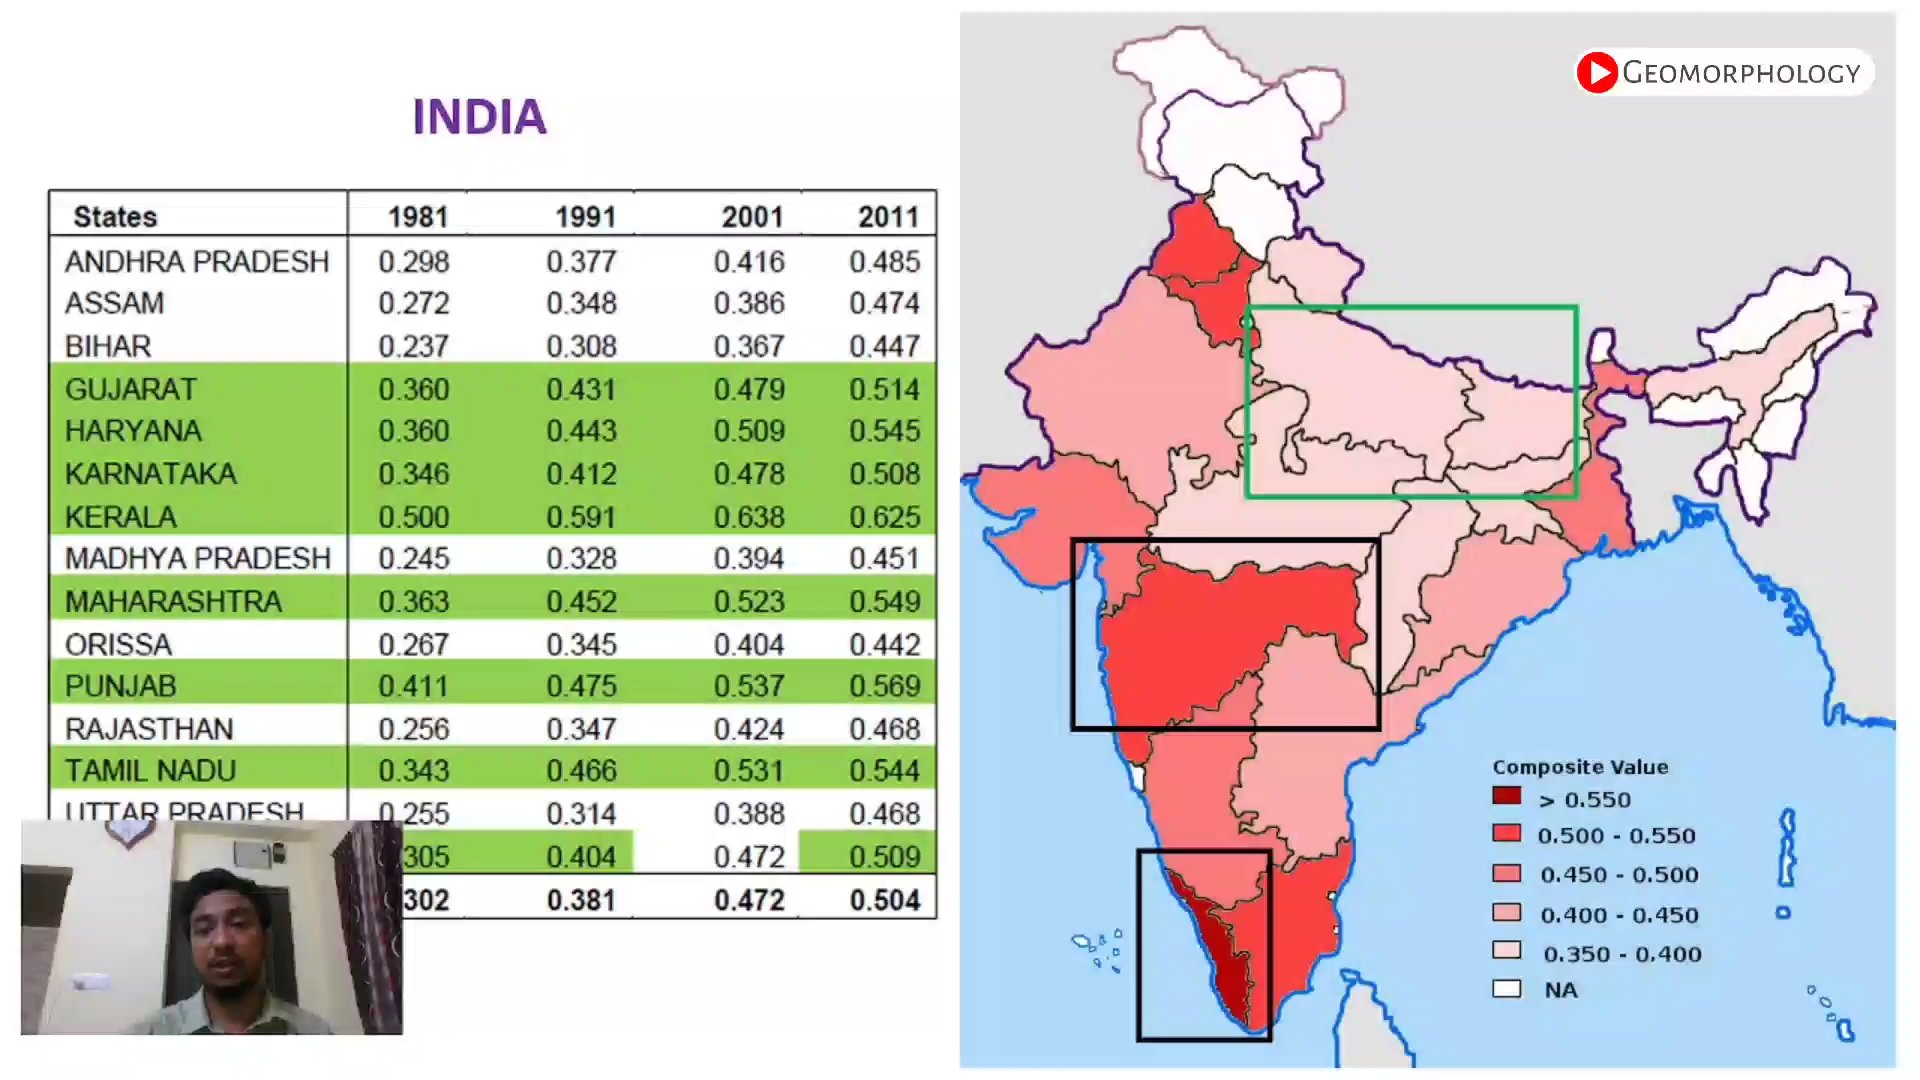 GEOMORPHOLOGY
INDIA
States 1981 1991 2001 2011
ANDHRA PRADESH 0.298 0.377 0.416 0.485
ASSAM 0.272 0.348 0.386 0.474
BIHAR 0.237 0.308 0.367 0.447
GUJARAT 0.360 0.431 0.479 0.514
HARYANA 0.360 0.443 0.509 0.545
KARNATAKA 0.346 0.412 0.478 0.508
KERALA 0.500 0.591 0.638 0.625
MADHYA PRADESH 0.245 0.328 0.394 0.451
MAHARASHTRA 0.363 0.452 0.523 0.549
ORISSA 0.267 0.345 0.404 0.442
PUNJAB 0.411 0.475 0.537 0.569
RAJASTHAN 0.256 0.347 0.424 0.468
TAMIL NADU 0.343 0.466 0.531 0.544
UTTAR PRADESH 0.255 0.314 0.388 0.468
305 0.404 0.472 0.509
302 0.381 0.472 0.504
Composite Value
> 0.550
0.500 - 0.550
0.450 - 0.500
0.400 - 0.450
0.350 - 0.400
NA